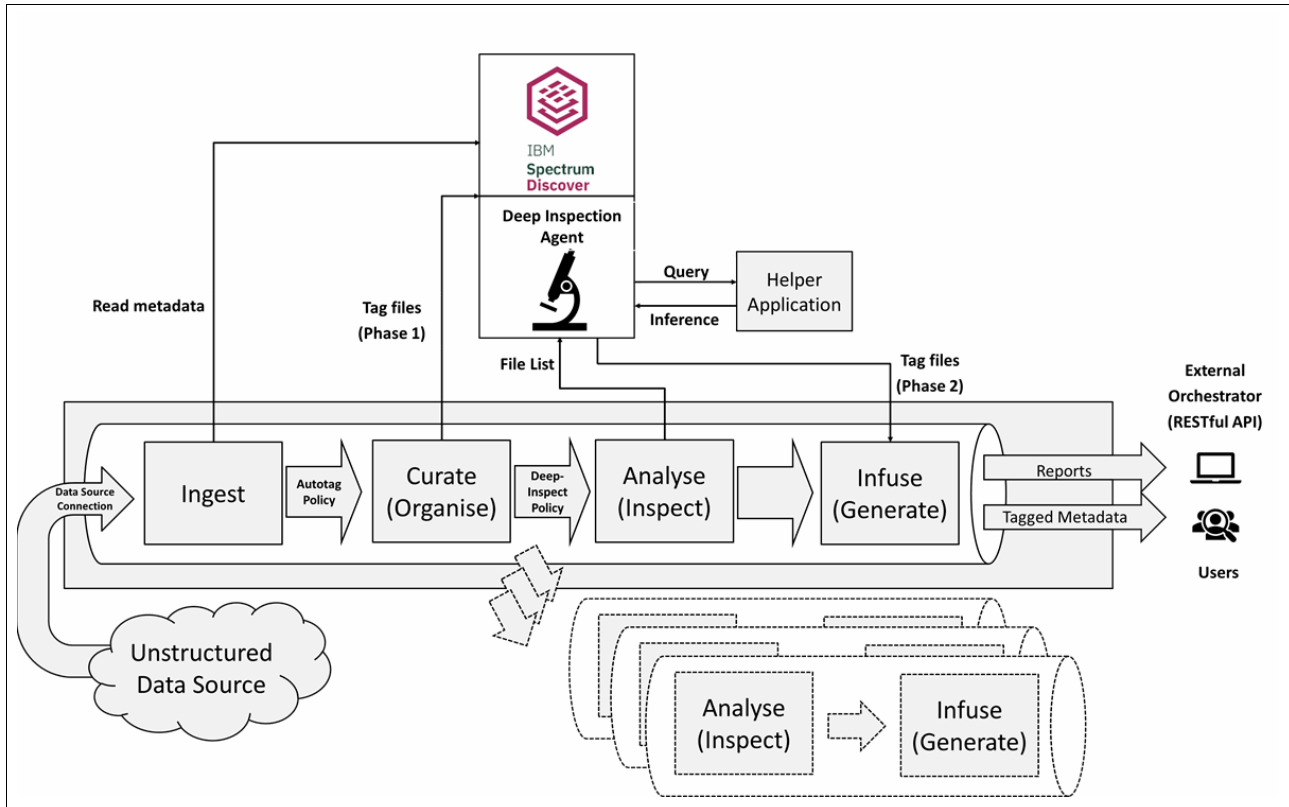 IBM
Spectrum
Discover
Deep Inspection
Agent
Query
Inference
Helper
Application
Read metadata
Tag files
(Phase 1)
File List
Tag files
(Phase 2)
External
Orchestrator
(RESTful API)
Data Source
Connection
Ingest
Autotag
Policy
Curate
(Organise)
Deep-
Inspect
Policy
Analyse
(Inspect)
Infuse
(Generate)
Reports
Tagged Metadata
Users
Unstructured
Data Source
Analyse
(Inspect)
Infuse
(Generate)